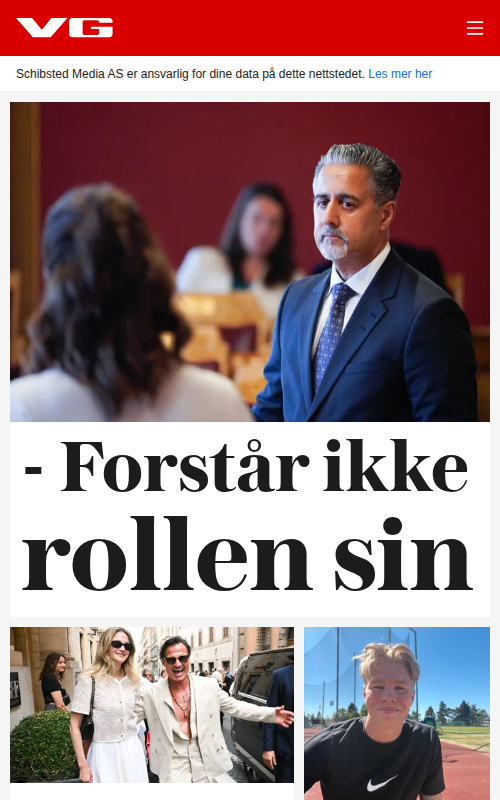 VG
Schibsted Media AS er ansvarlig for dine data på dette nettstedet. Les mer her
- Forstår ikke
rollen sin